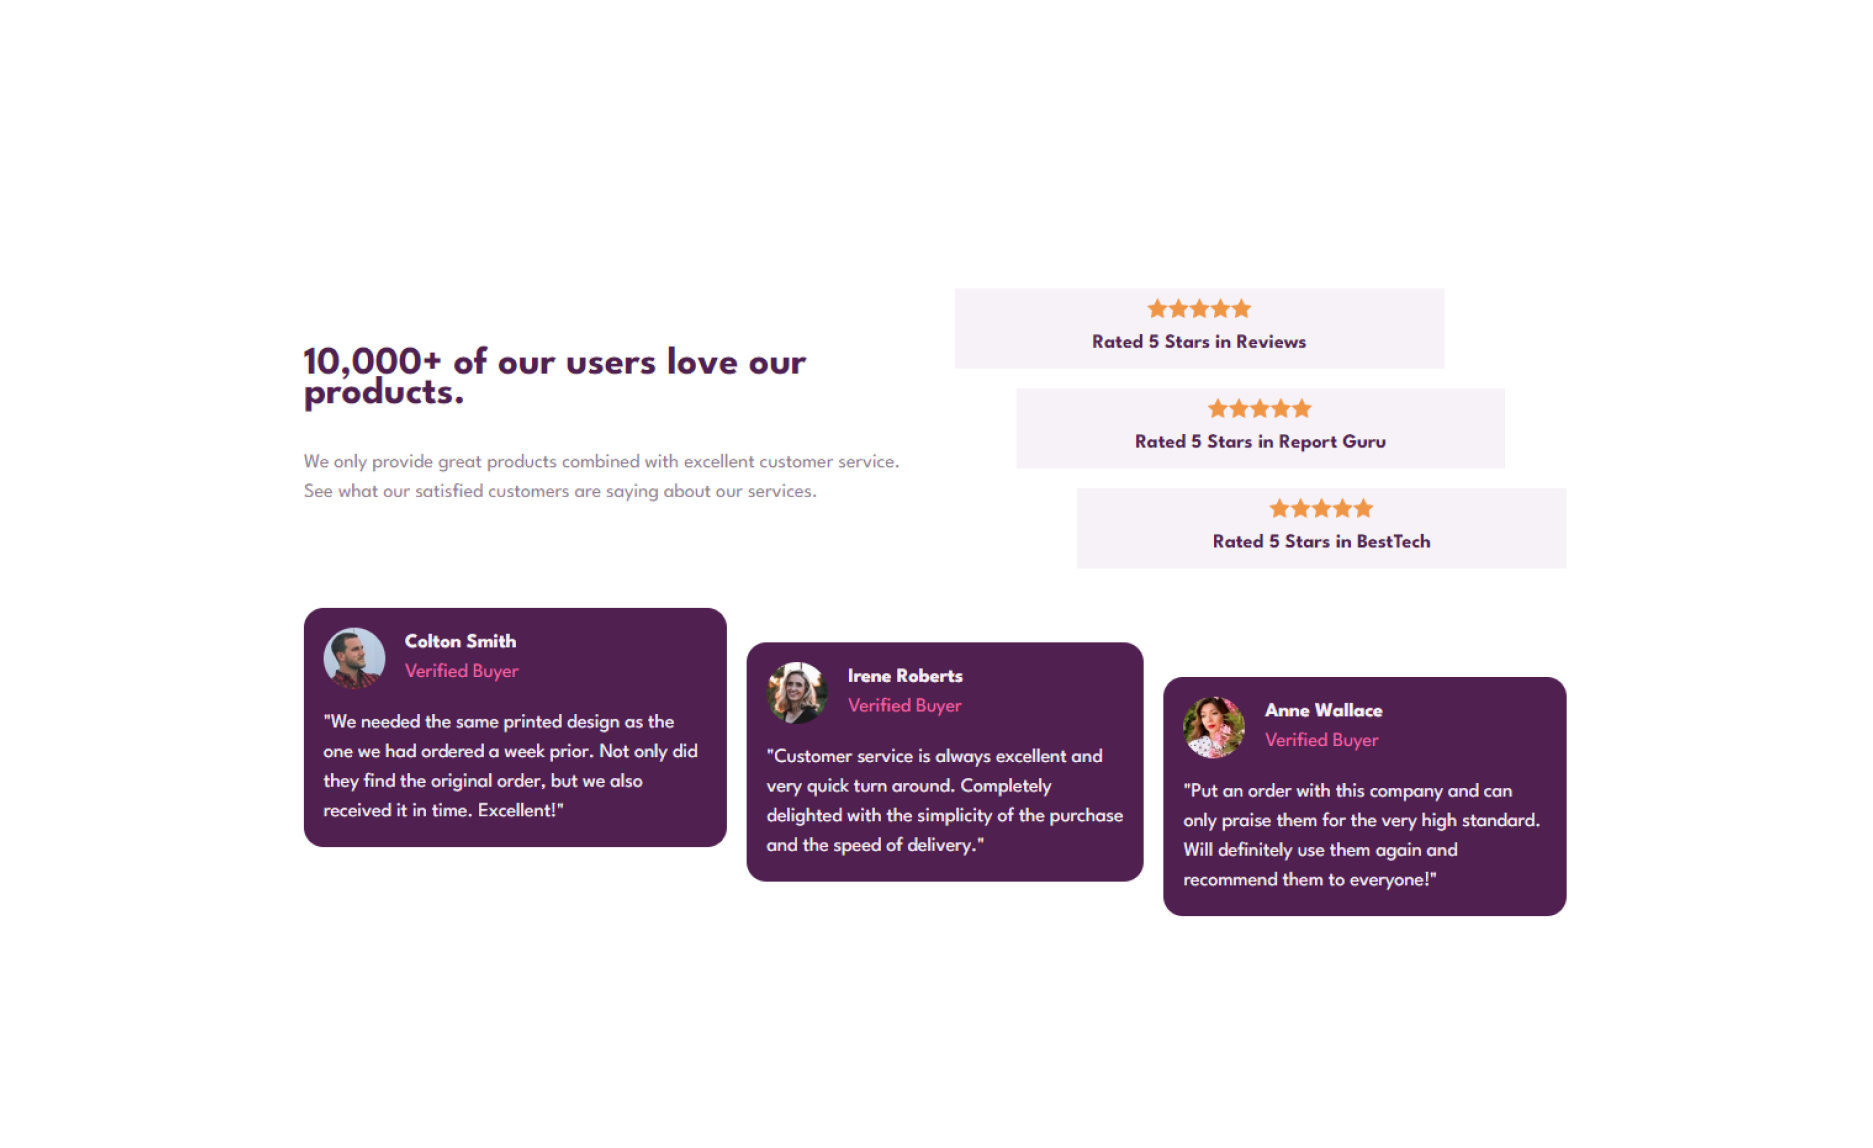 10,000+ of our users love our
products.
We only provide great products combined with excellent customer service.
See what our satisfied customers are saying about our services.
Rated 5 Stars in Reviews
Rated 5 Stars in Report Guru
Rated 5 Stars in BestTech
Colton Smith
Verified Buyer
"We needed the same printed design as the
one we had ordered a week prior. Not only did
they find the original order, but we also
received it in time. Excellent!"
Irene Roberts
Verified Buyer
"Customer service is always excellent and
very quick turn around. Completely
delighted with the simplicity of the purchase
and the speed of delivery."
Anne Wallace
Verified Buyer
"Put an order with this company and can
only praise them for the very high standard.
Will definitely use them again and
recommend them to everyone!"